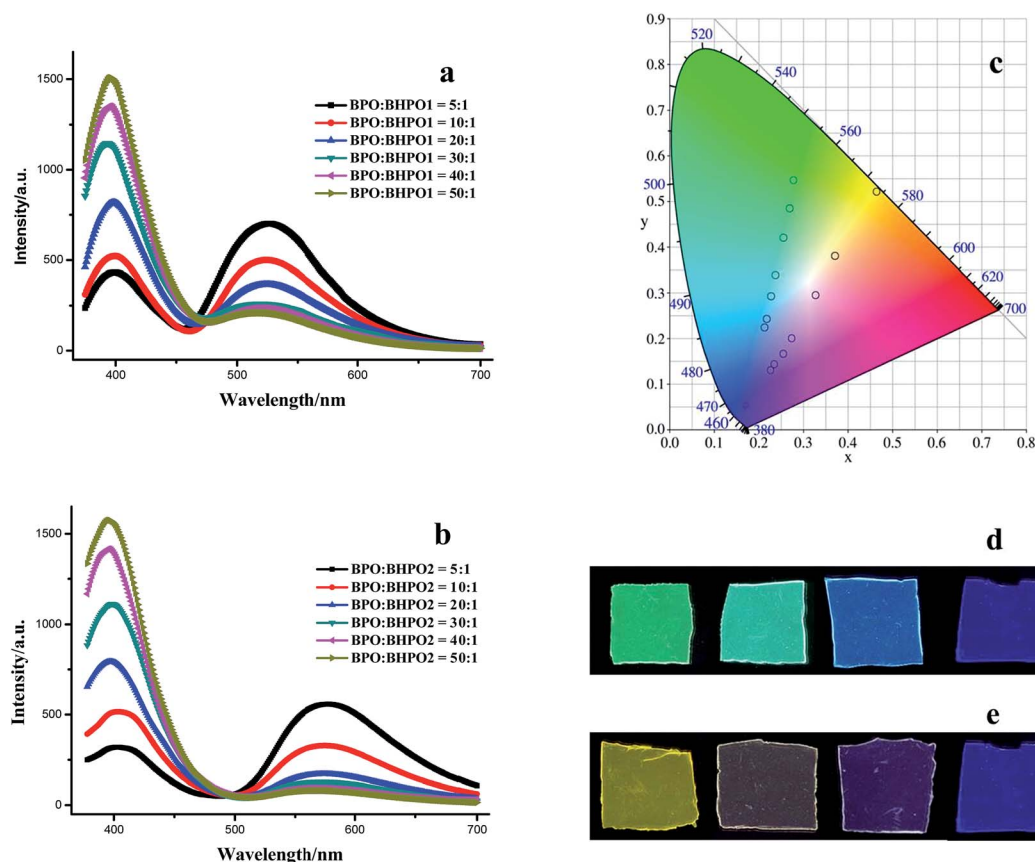 a
BPO:BHPO1 = 5:1
BPO:BHPO1 = 10:1
BPO:BHPO1 = 20:1
BPO:BHPO1 = 30:1
BPO:BHPO1 = 40:1
BPO:BHPO1 = 50:1
Intensity/a.u.
1500
1000
500
0
400 500 600 700
Wavelength/nm
c
0.9
0.8
0.7
0.6
0.5
0.4
0.3
0.2
0.1
0.0
y
520
540
560
500
580
600
620
490
700
480
470
460
380
0.0 0.1 0.2 0.3 0.4 0.5 0.6 0.7 0.8
x
b
BPO:BHPO2 = 5:1
BPO:BHPO2 = 10:1
BPO:BHPO2 = 20:1
BPO:BHPO2 = 30:1
BPO:BHPO2 = 40:1
BPO:BHPO2 = 50:1
Intensity/a.u.
1500
1000
500
0
400 500 600 700
Wavelength/nm
d
e